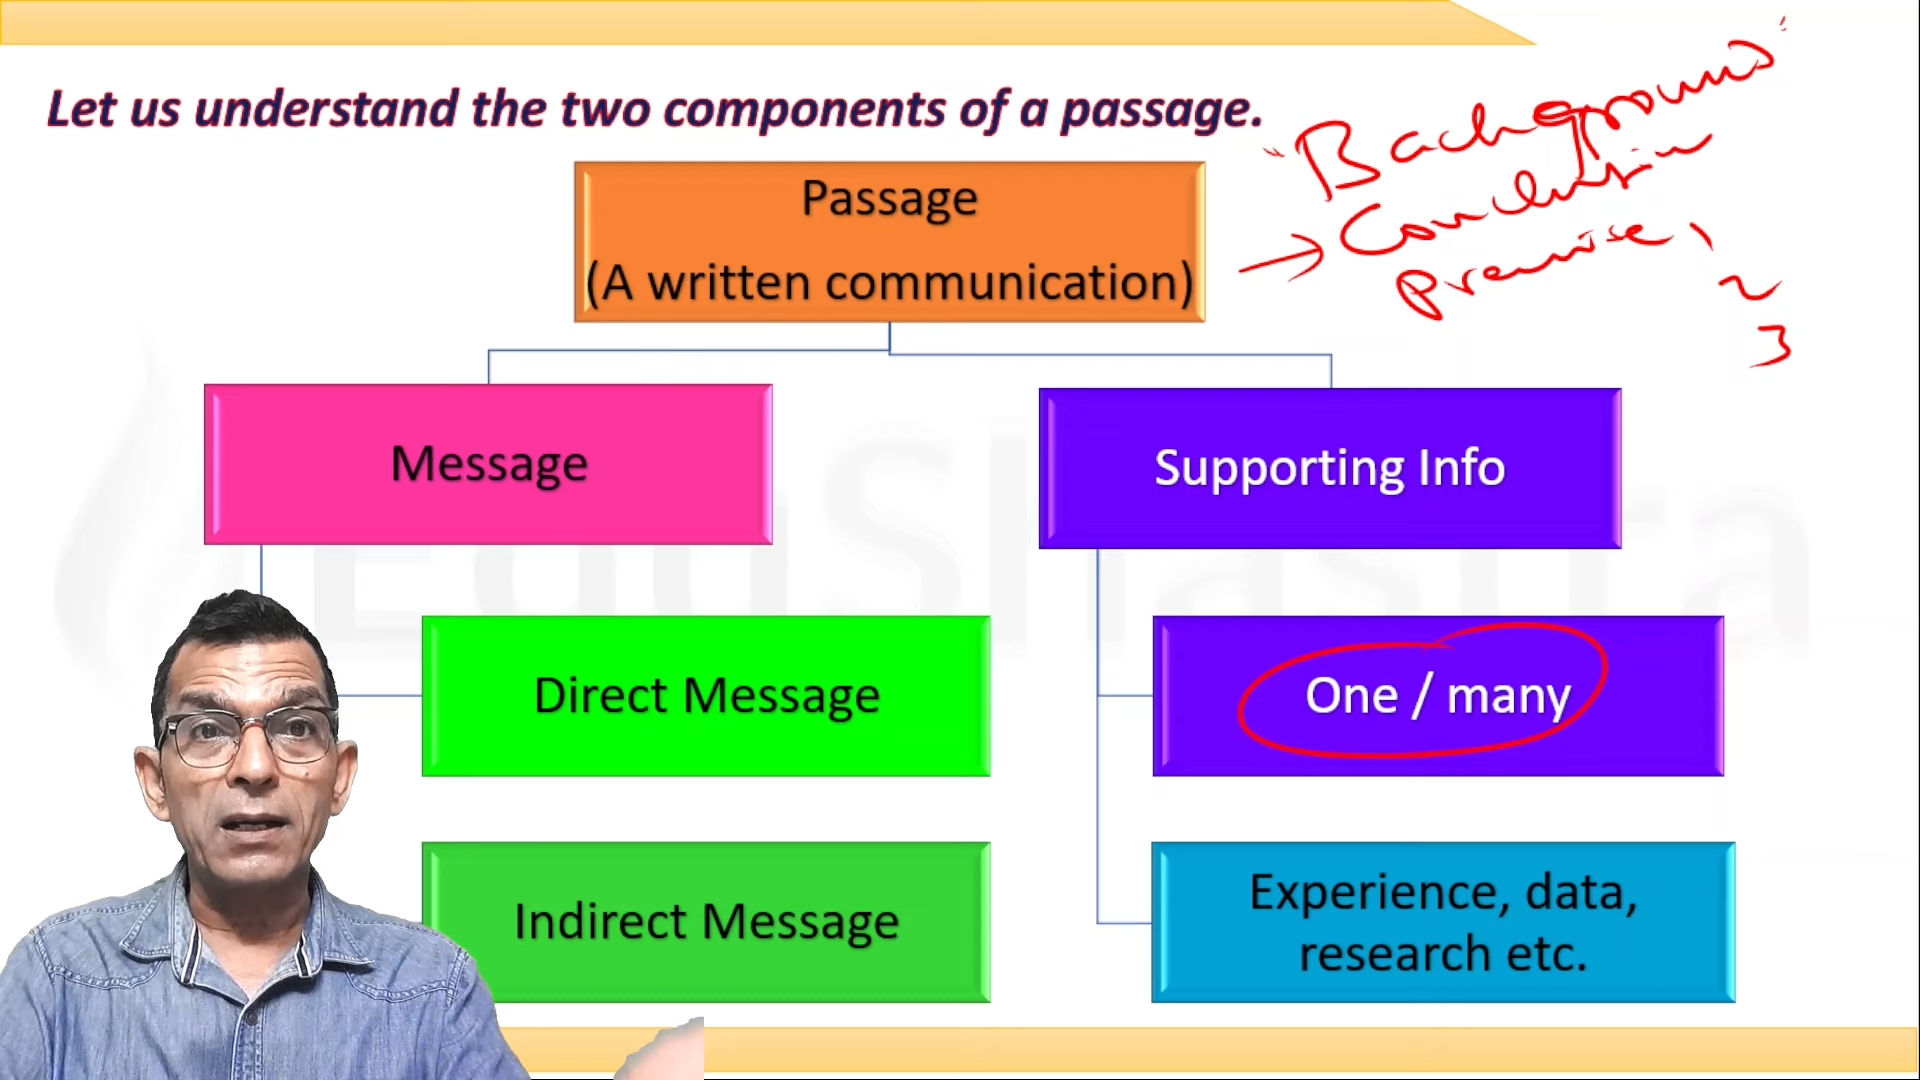 Let us understand the two components of a passage.
"Background"
Conclusion
Premise, 1
2
3
Passage
(A written communication)
Message
Supporting Info
Direct Message
One / many
Indirect Message
Experience, data,
research etc.
EduShastra